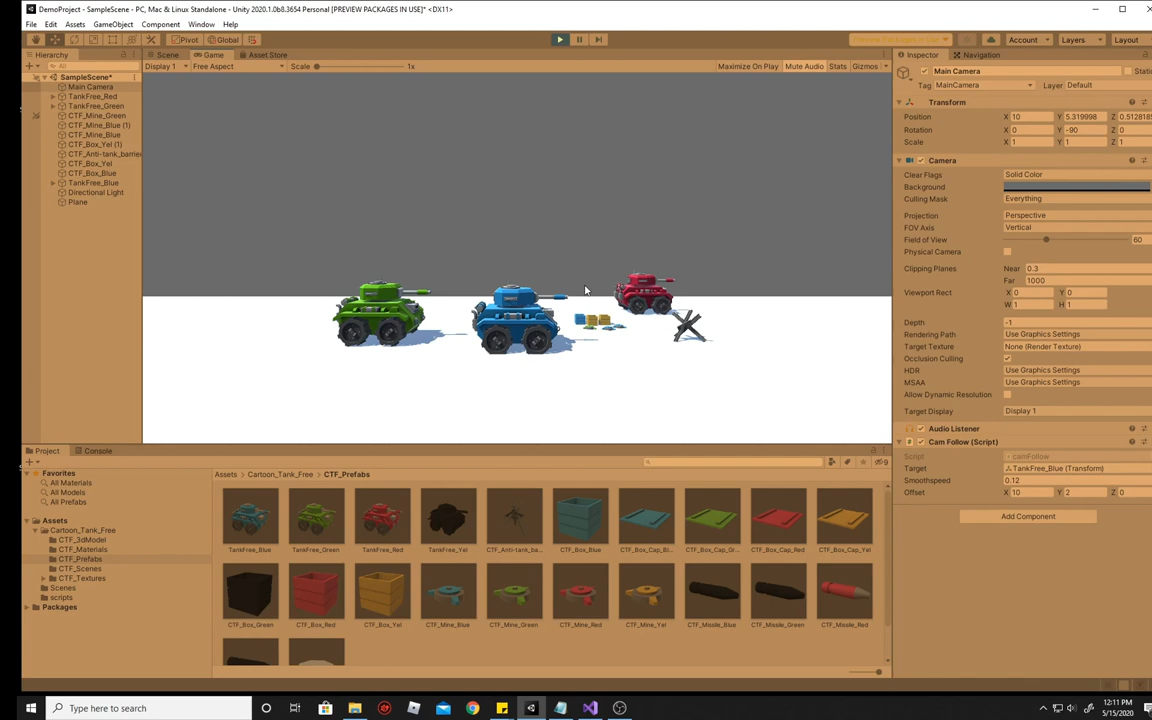 DemoProject - SampleScene - PC, Mac & Linux Standalone - Unity 2020.1.0b8.3654 Personal [PREVIEW PACKAGES IN USE]* <DX11>
File Edit Assets GameObject Component Window Help
Pivot Global Account Layers Layout
Hierarchy
All
SampleScene*
Main Camera
TankFree_Red
TankFree_Green
CTF_Mine_Green
CTF_Mine_Blue (1)
CTF_Mine_Blue
CTF_Box_Yel (1)
CTF_Anti-tank_barrie
CTF_Box_Yel
CTF_Box_Blue
TankFree_Blue
Directional Light
Plane
Scene Game Asset Store
Display 1 Free Aspect Scale 1x Maximize On Play Mute Audio Stats Gizmos
Inspector Navigation
Main Camera Stati
Tag MainCamera Layer Default
Transform
Position X 10 Y 5.319998 Z 0.5128185
Rotation X 0 Y -90 Z 0
Scale X 1 Y 1 Z 1
Camera
Clear Flags Solid Color
Background
Culling Mask Everything
Projection Perspective
FOV Axis Vertical
Field of View 60
Physical Camera
Clipping Planes Near 0.3
Far 1000
Viewport Rect X 0 Y 0
W 1 H 1
Depth -1
Rendering Path Use Graphics Settings
Target Texture None (Render Texture)
Occlusion Culling
HDR Use Graphics Settings
MSAA Use Graphics Settings
Allow Dynamic Resolution
Target Display Display 1
Audio Listener
Cam Follow (Script)
Script camFollow
Target TankFree_Blue (Transform)
Smoothspeed 0.12
Offset X 10 Y 2 Z 0
Add Component
Project Console
9
Favorites
All Materials
All Models
All Prefabs
Assets
Cartoon_Tank_Free
CTF_3dModel
CTF_Materials
CTF_Prefabs
CTF_Scenes
CTF_Textures
Scenes
scripts
Packages
Assets > Cartoon_Tank_Free > CTF_Prefabs
TankFree_Blue TankFree_Green TankFree_Red TankFree_Yel CTF_Anti-tank_ba... CTF_Box_Blue CTF_Box_Cap_Bl... CTF_Box_Cap_Gr... CTF_Box_Cap_Red CTF_Box_Cap_Yel
CTF_Box_Green CTF_Box_Red CTF_Box_Yel CTF_Mine_Blue CTF_Mine_Green CTF_Mine_Red CTF_Mine_Yel CTF_Missile_Blue CTF_Missile_Green CTF_Missile_Red
Type here to search
12:11 PM
5/15/2020